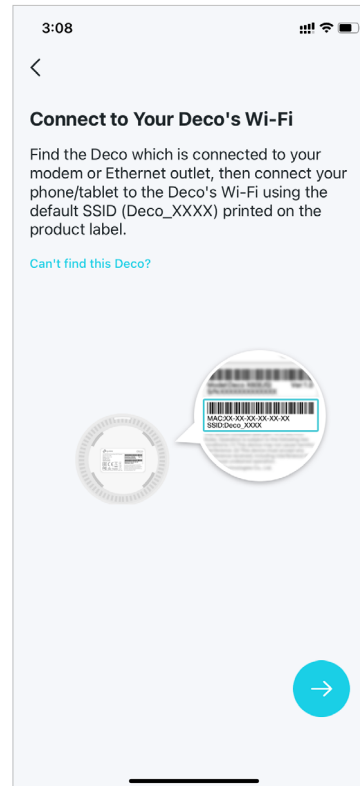 3:08
Connect to Your Deco's Wi-Fi
Find the Deco which is connected to your
modem or Ethernet outlet, then connect your
phone/tablet to the Deco's Wi-Fi using the
default SSID (Deco_XXXX) printed on the
product label.
Can't find this Deco?
MAC:XX-XX-XX-XX-XX-XX
SSID:Deco_XXXX